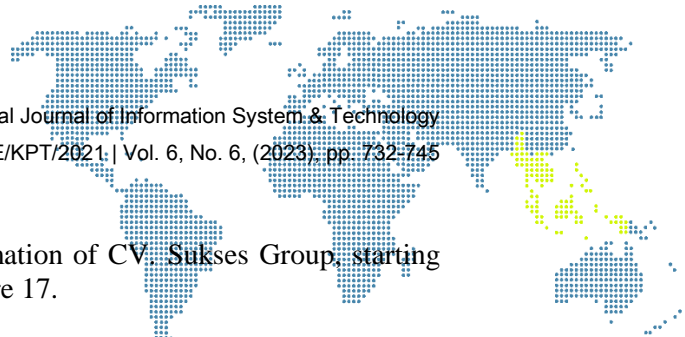 al Journal of Information System & Technology
E/KPT/2021 | Vol. 6, No. 6, (2023), pp. 732-745
nation of CV. Sukses Group, starting
re 17.